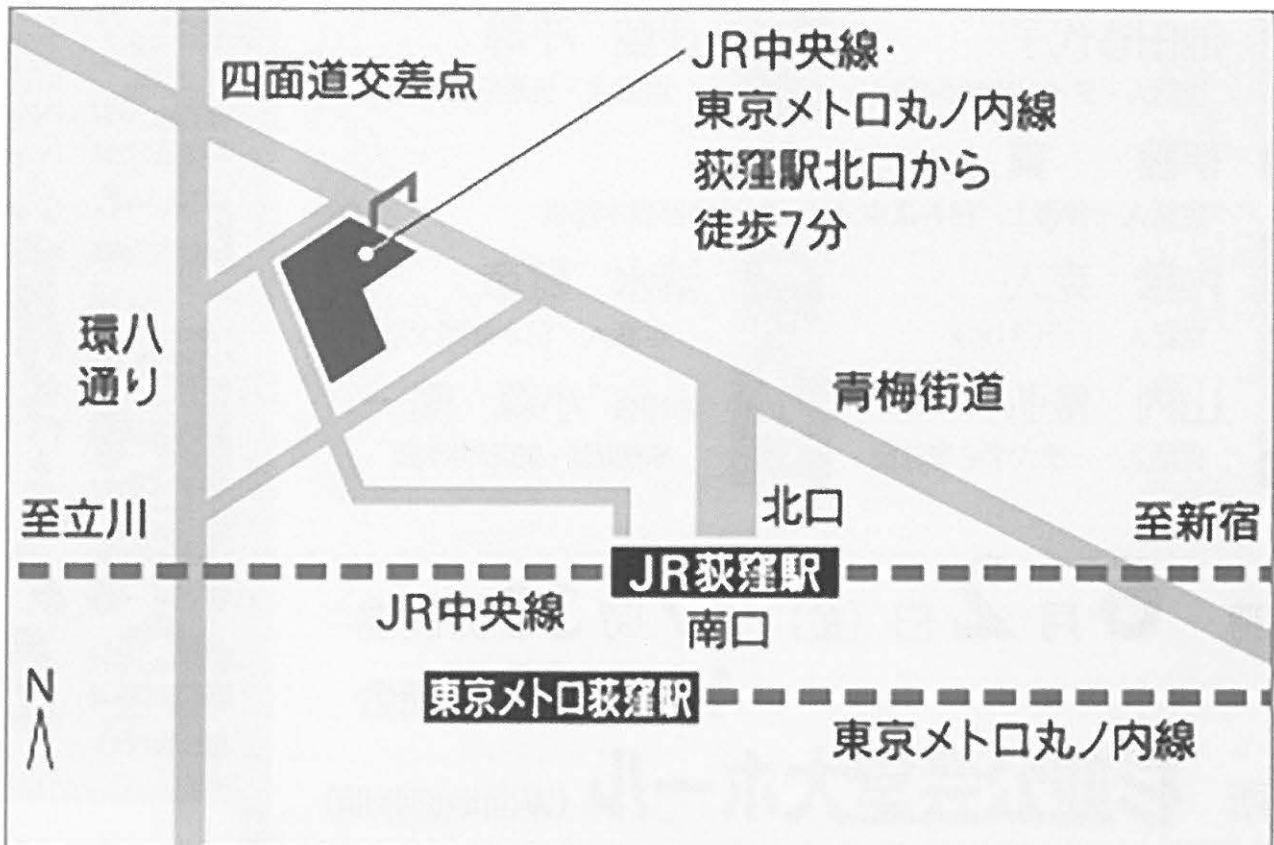 四面道交差点
JR中央線・
東京メトロ丸ノ内線
荻窪駅北口から
徒歩7分
環八
通り
青梅街道
至立川
北口
至新宿
JR荻窪駅
JR中央線
南口
N
東京メトロ荻窪駅
東京メトロ丸ノ内線
大ホール